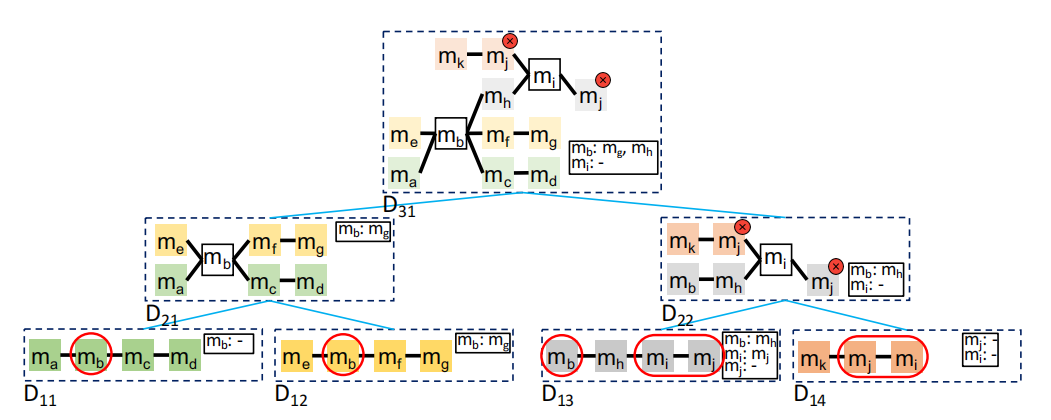 m_k m_j ×
m_i
m_h m_j ×
m_e m_b m_f m_g
m_a m_c m_d
m_b: m_g, m_h
m_i: -
D_31
m_e m_f m_g
m_b
m_a m_c m_d
m_b: m_g
D_21
m_k m_j ×
m_i
m_b m_h m_j ×
m_b: m_h
m_i: -
D_22
m_a m_b m_c m_d
m_b: -
D_11
m_e m_b m_f m_g
m_b: m_g
D_12
m_b m_h m_i m_j
m_b: m_h
m_i: m_j
m_j: -
D_13
m_k m_j m_i
m_j: -
m_i: -
D_14